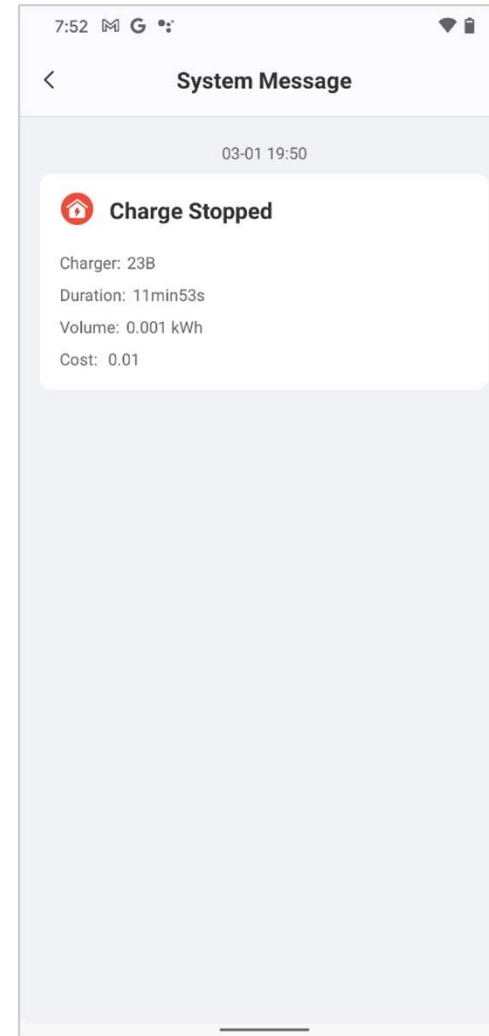 7:52
System Message
03-01 19:50
Charge Stopped
Charger: 23B
Duration: 11min53s
Volume: 0.001 kWh
Cost: 0.01